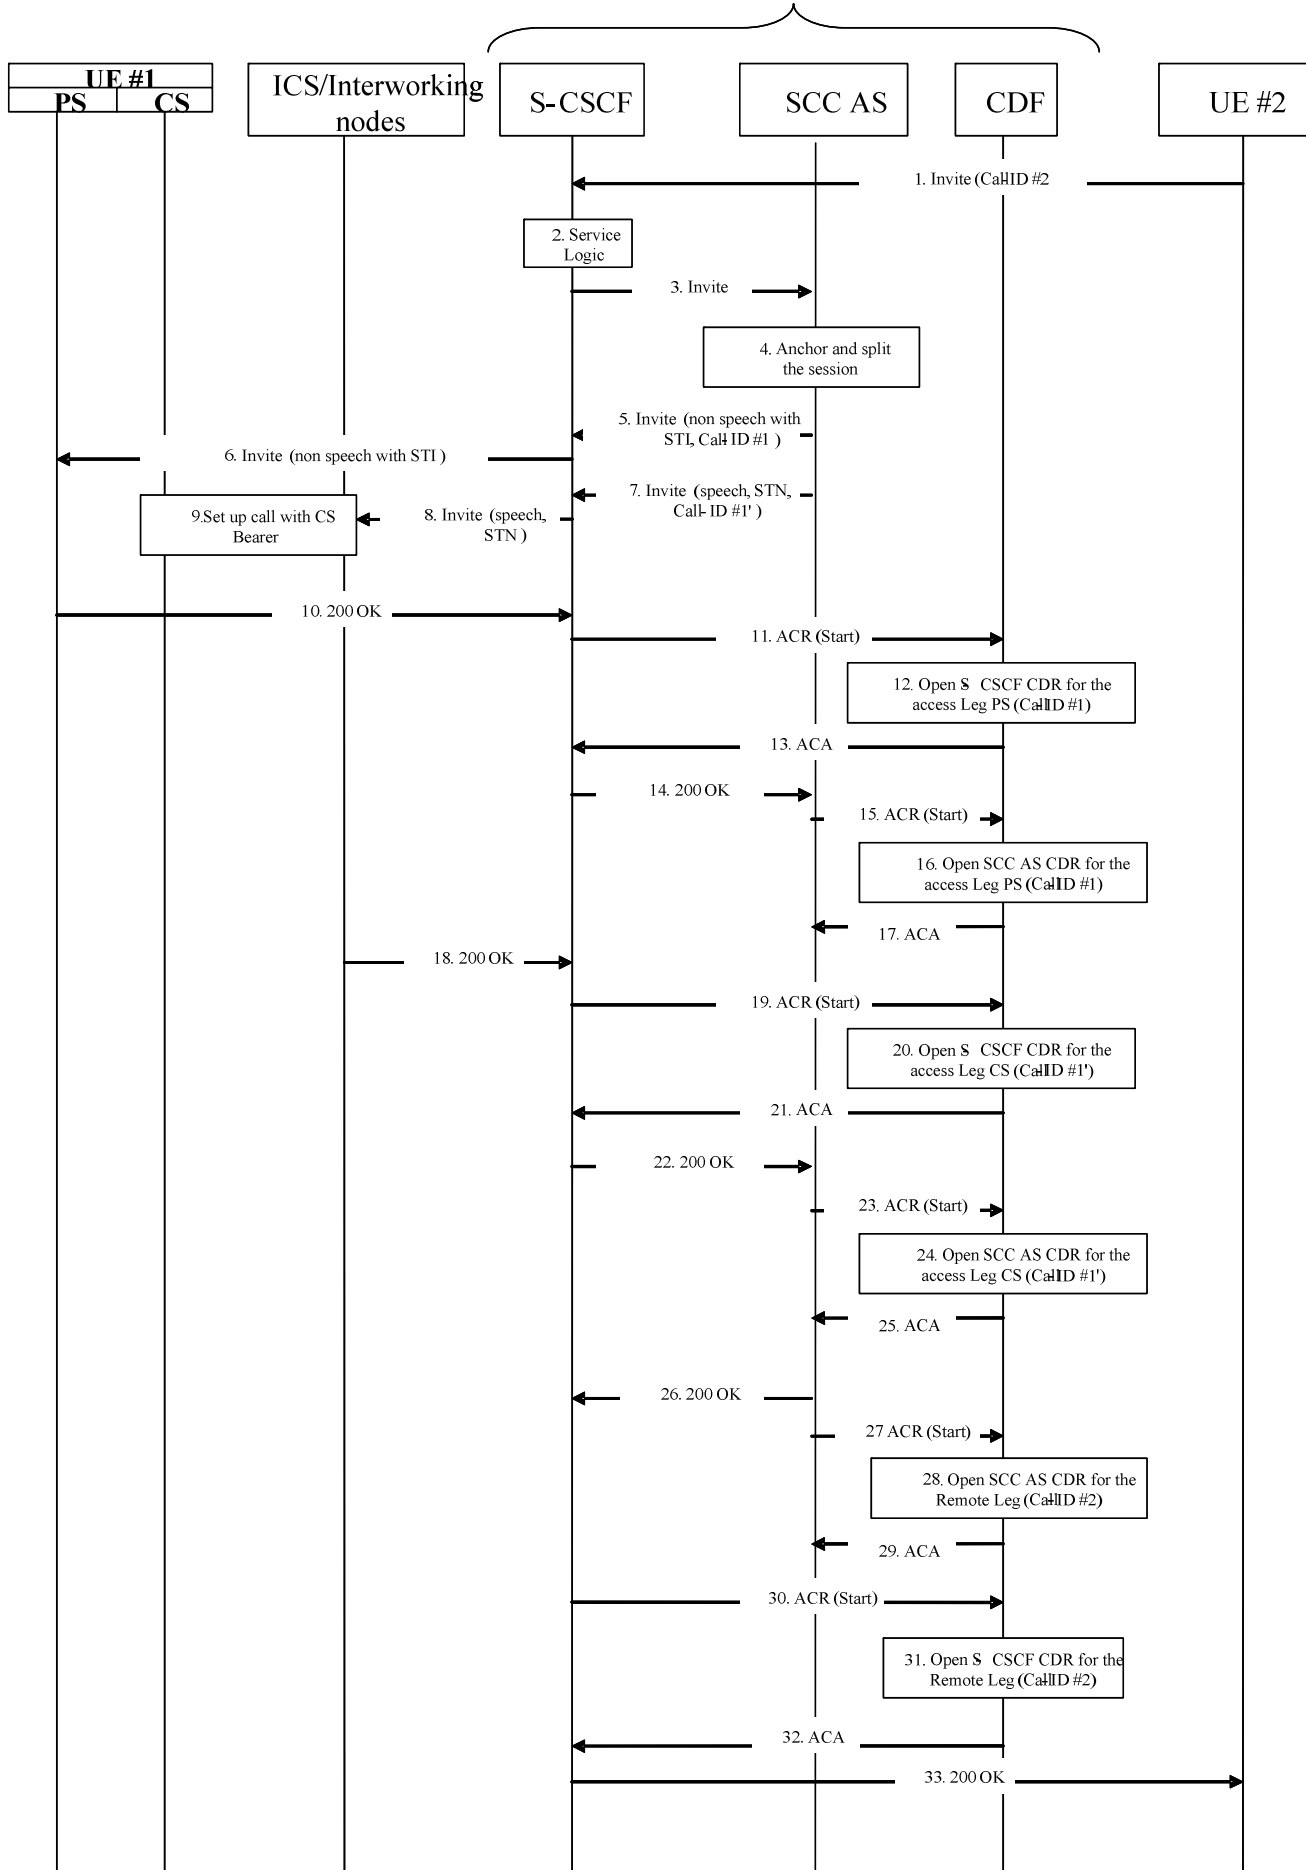 UE #1
PS CS
ICS/Interworking
nodes
S-CSCF
SCC AS
CDF
UE #2
1. Invite (Call-ID #2
2. Service
Logic
3. Invite
4. Anchor and split
the session
5. Invite (non speech with
STI, Call-ID #1 )
6. Invite (non speech with STI )
7. Invite (speech, STN,
Call-ID #1' )
8. Invite (speech,
STN )
9.Set up call with CS
Bearer
10. 200 OK
11. ACR (Start)
12. Open S-CSCF CDR for the
access Leg PS (Call-ID #1)
13. ACA
14. 200 OK
15. ACR (Start)
16. Open SCC AS CDR for the
access Leg PS (Call-ID #1)
17. ACA
18. 200 OK
19. ACR (Start)
20. Open S-CSCF CDR for the
access Leg CS (Call-ID #1')
21. ACA
22. 200 OK
23. ACR (Start)
24. Open SCC AS CDR for the
access Leg CS (Call-ID #1')
25. ACA
26. 200 OK
27 ACR (Start)
28. Open SCC AS CDR for the
Remote Leg (Call-ID #2)
29. ACA
30. ACR (Start)
31. Open S-CSCF CDR for the
Remote Leg (Call-ID #2)
32. ACA
33. 200 OK